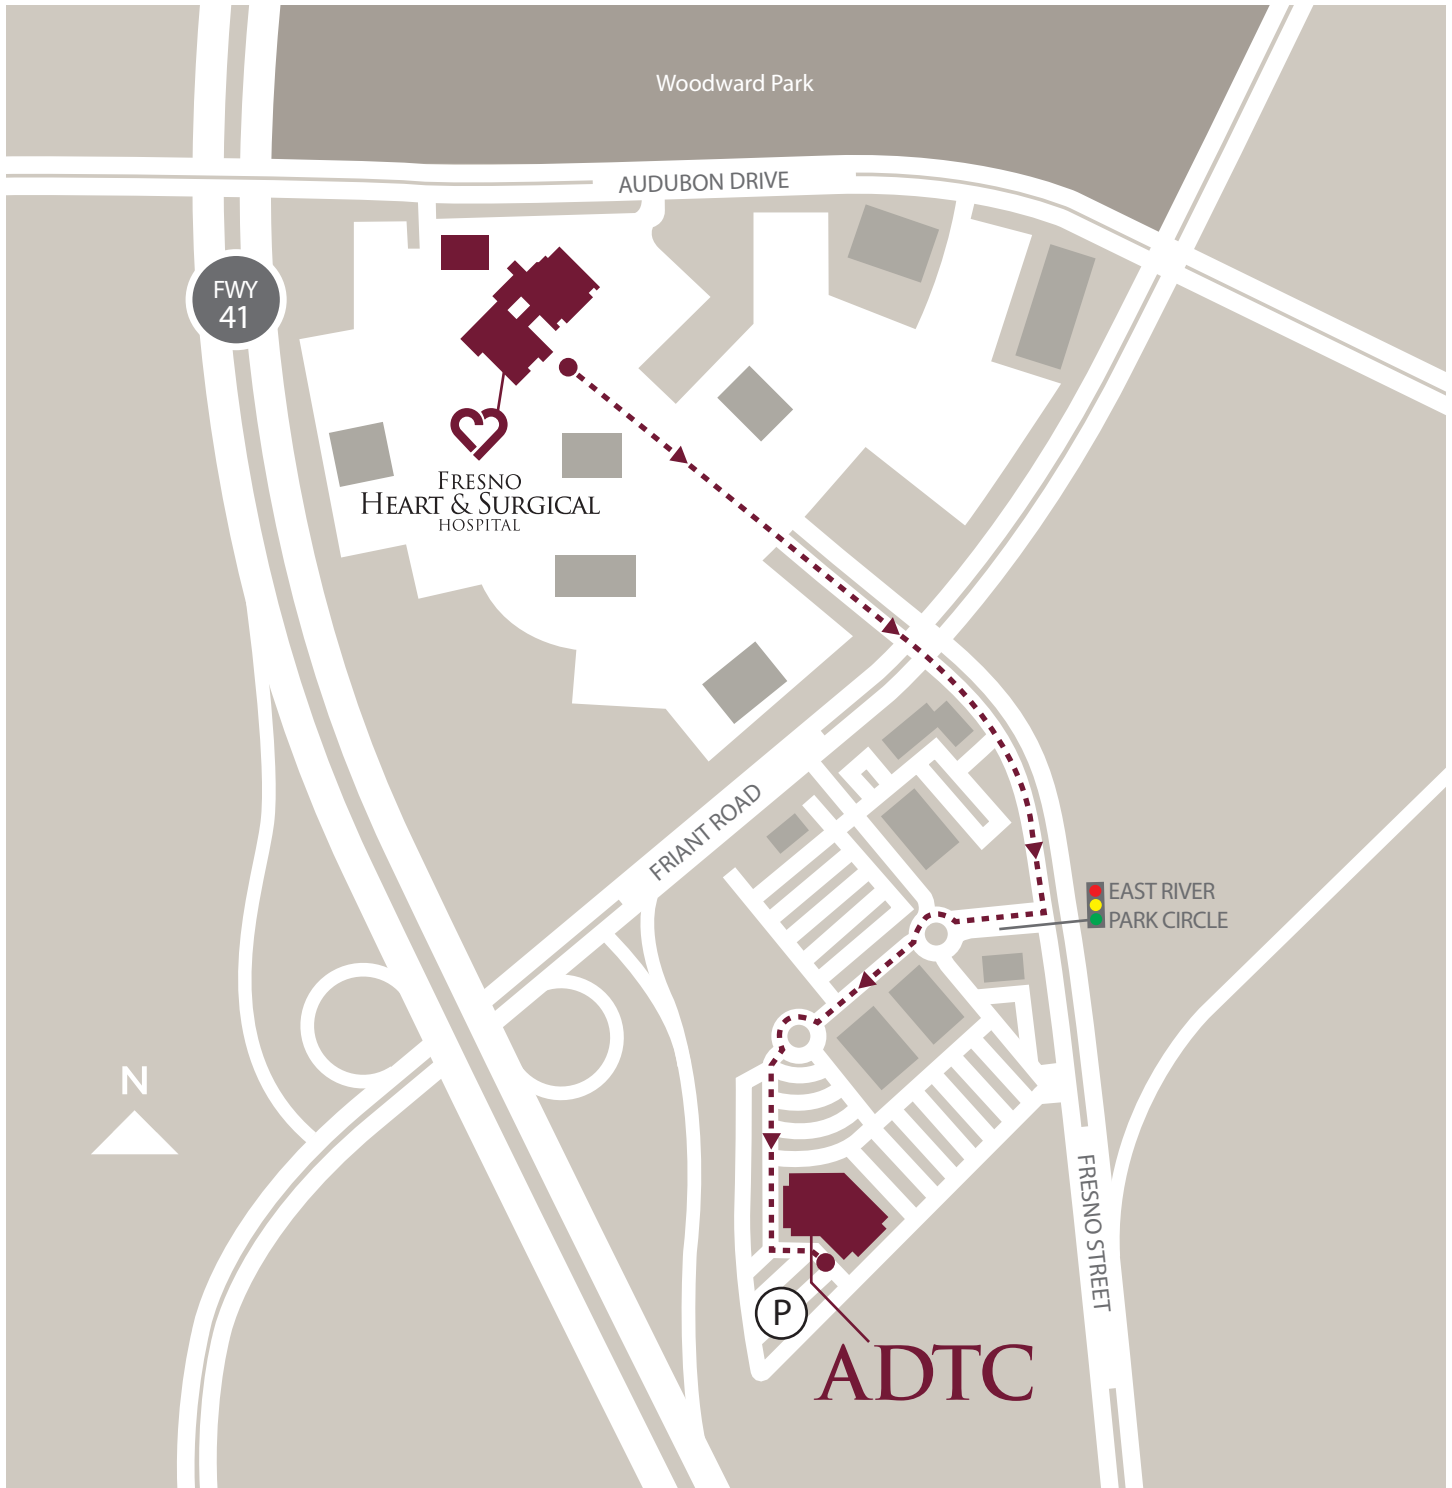 Woodward Park
AUDUBON DRIVE
FWY
41
FRESNO
HEART & SURGICAL
HOSPITAL
FRIANT ROAD
EAST RIVER
PARK CIRCLE
N
FRESNO STREET
P
ADTC